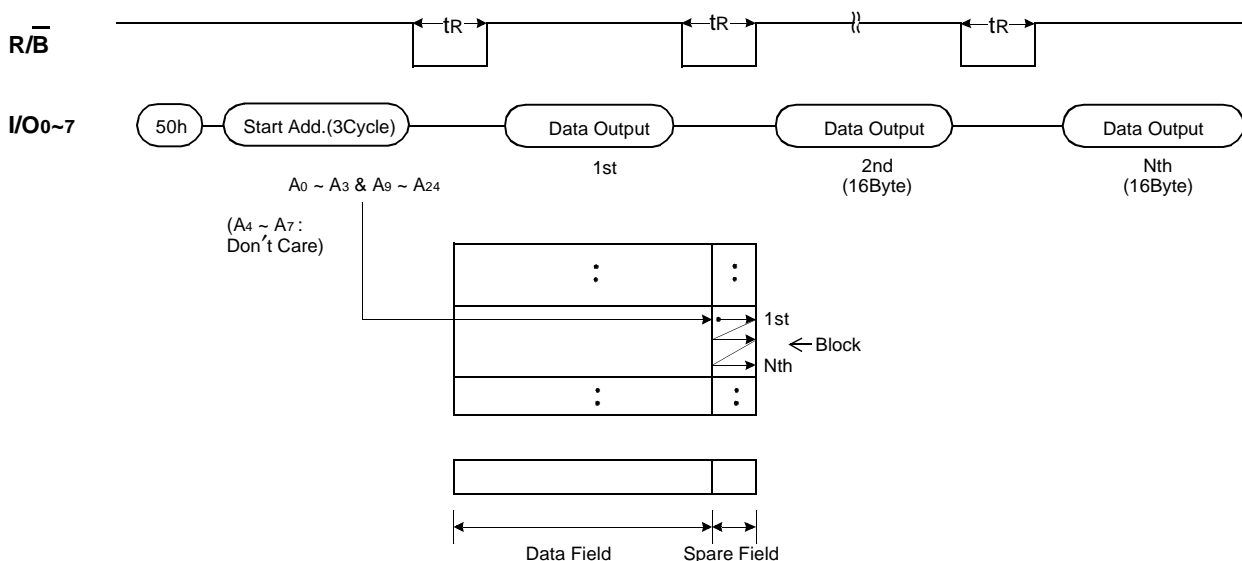 R/B
tR
tR
tR
I/O0~7
50h
Start Add.(3Cycle)
Data Output
Data Output
Data Output
1st
2nd
(16Byte)
Nth
(16Byte)
A0 ~ A3 & A9 ~ A24
(A4 ~ A7 :
Don't Care)
1st
Block
Nth
Data Field
Spare Field